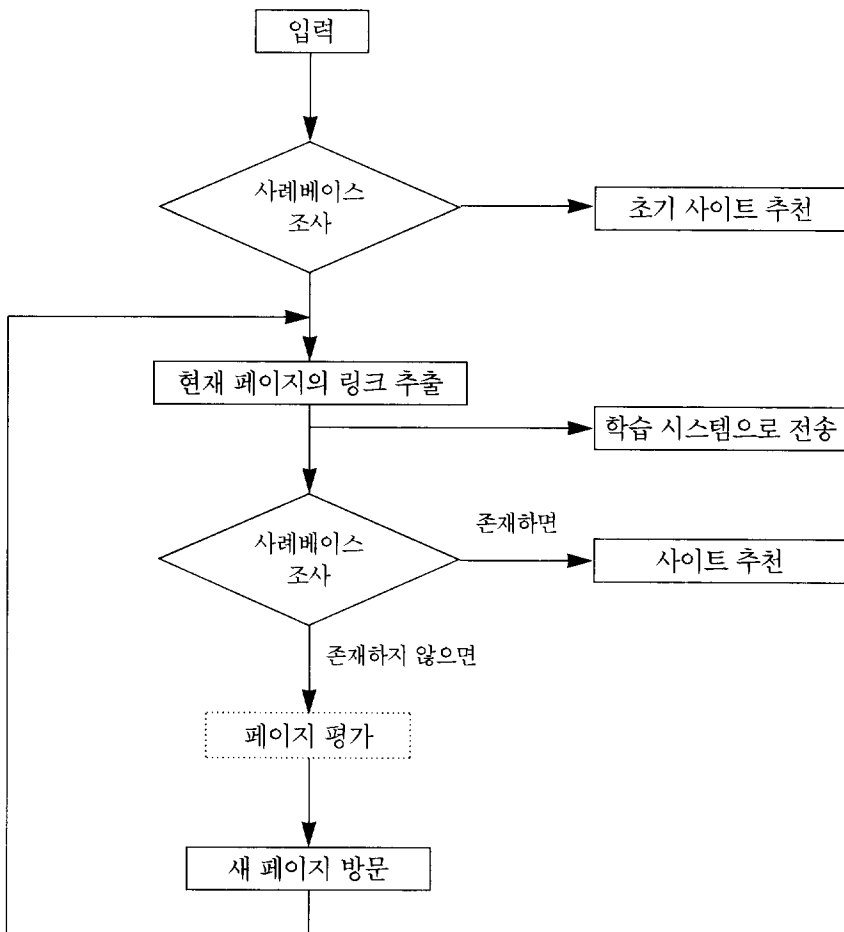 입력
사례베이스
조사
초기 사이트 추천
현재 페이지의 링크 추출
학습 시스템으로 전송
사례베이스
조사
존재하면
사이트 추천
존재하지 않으면
페이지 평가
새 페이지 방문